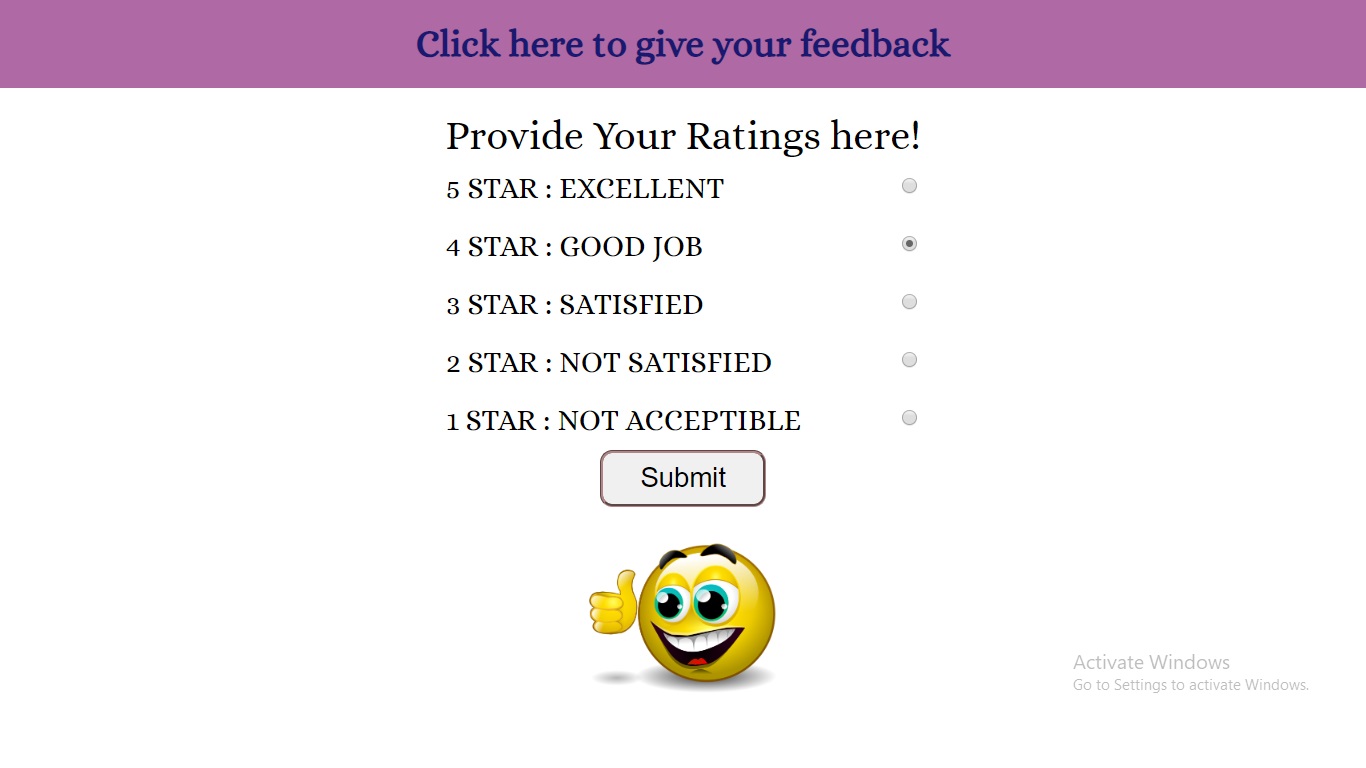 Click here to give your feedback
Provide Your Ratings here!
5 STAR : EXCELLENT
4 STAR : GOOD JOB
3 STAR : SATISFIED
2 STAR : NOT SATISFIED
1 STAR : NOT ACCEPTIBLE
Submit
Activate Windows
Go to Settings to activate Windows.